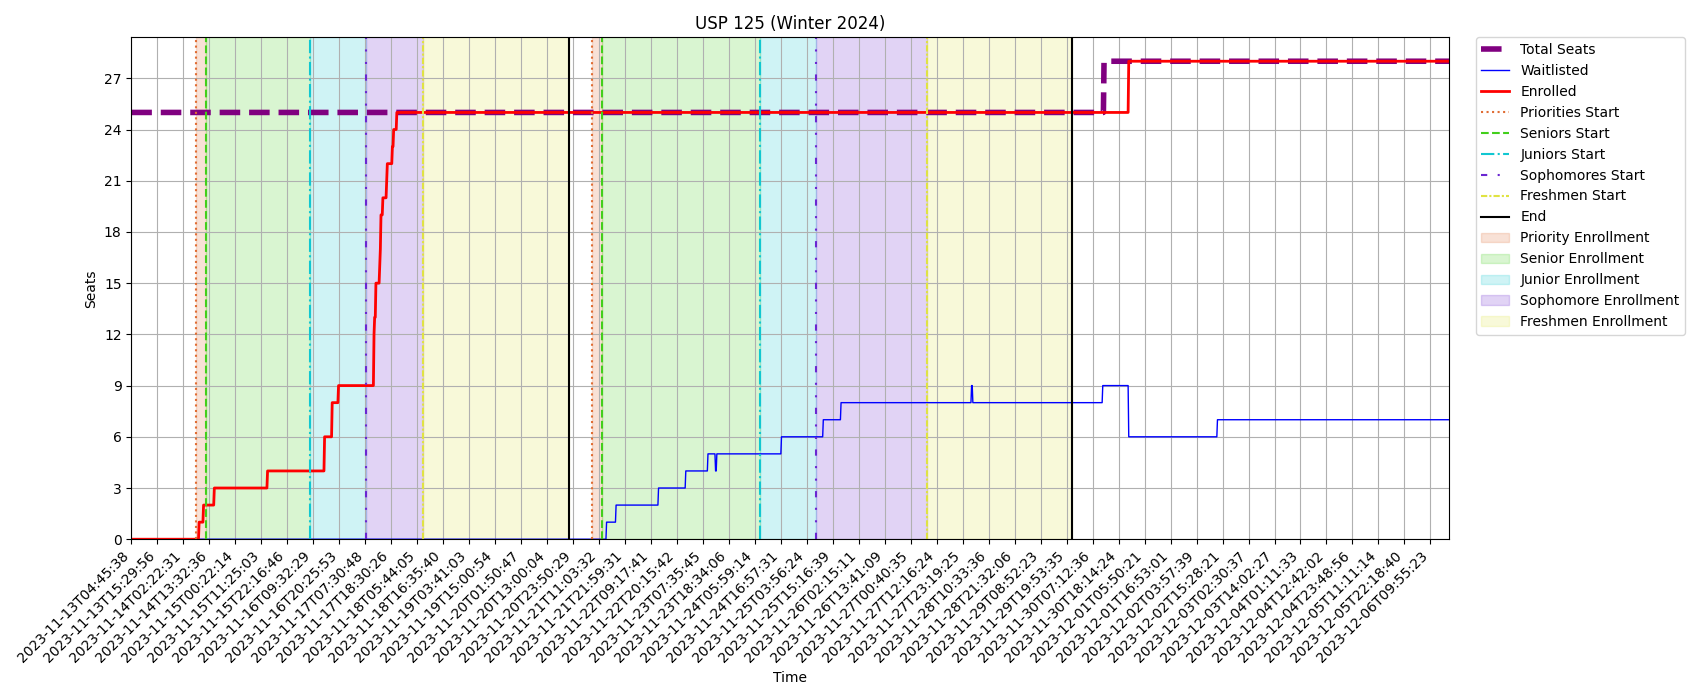 USP 125 (Winter 2024)
Seats
27
24
21
18
15
12
9
6
3
0
2023-11-13T04:45:38
2023-11-13T15:29:56
2023-11-14T02:22:31
2023-11-14T13:32:36
2023-11-15T00:22:14
2023-11-15T11:25:03
2023-11-15T22:16:46
2023-11-16T09:32:29
2023-11-16T20:25:53
2023-11-17T07:30:48
2023-11-17T18:30:26
2023-11-18T05:44:05
2023-11-18T16:35:40
2023-11-19T03:41:03
2023-11-19T15:00:54
2023-11-20T01:50:47
2023-11-20T13:00:04
2023-11-20T23:50:29
2023-11-21T11:03:32
2023-11-21T21:59:31
2023-11-22T09:17:41
2023-11-22T20:15:42
2023-11-23T07:35:45
2023-11-23T18:34:06
2023-11-24T05:59:14
2023-11-24T16:57:31
2023-11-25T03:56:24
2023-11-25T15:16:39
2023-11-26T02:15:11
2023-11-26T13:41:09
2023-11-27T00:40:35
2023-11-27T12:16:24
2023-11-27T23:19:25
2023-11-28T10:33:36
2023-11-28T21:32:06
2023-11-29T08:52:23
2023-11-29T19:53:35
2023-11-30T07:12:36
2023-11-30T18:14:24
2023-12-01T05:50:21
2023-12-01T16:53:01
2023-12-02T03:57:39
2023-12-02T15:28:21
2023-12-03T02:30:37
2023-12-03T14:02:27
2023-12-04T01:11:33
2023-12-04T12:42:02
2023-12-04T23:48:56
2023-12-05T11:11:14
2023-12-05T22:18:40
2023-12-06T09:55:23
Time
Total Seats
Waitlisted
Enrolled
Priorities Start
Seniors Start
Juniors Start
Sophomores Start
Freshmen Start
End
Priority Enrollment
Senior Enrollment
Junior Enrollment
Sophomore Enrollment
Freshmen Enrollment